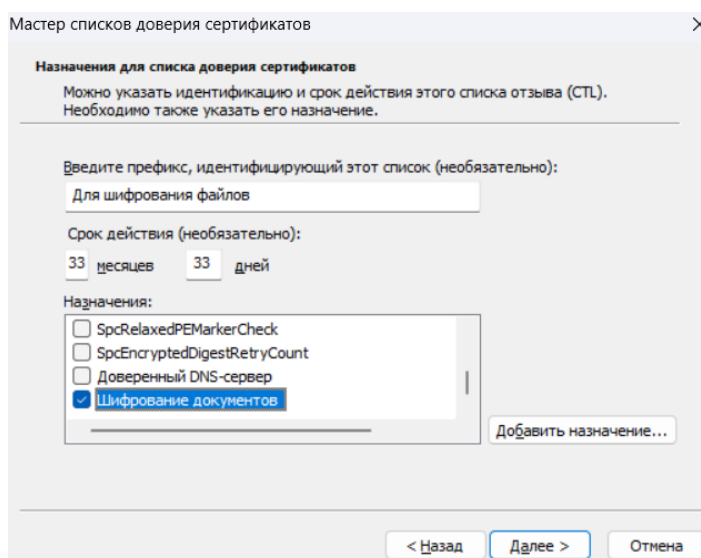 Мастер списков доверия сертификатов
Назначения для списка доверия сертификатов
Можно указать идентификацию и срок действия этого списка отзыва (CTL).
Необходимо также указать его назначение.
Введите префикс, идентифицирующий этот список (необязательно):
Для шифрования файлов
Срок действия (необязательно):
33 месяцев 33 дней
Назначения:
SpcRelaxedPEMarkerCheck
SpcEncryptedDigestRetryCount
Доверенный DNS-сервер
Шифрование документов
Добавить назначение...
< Назад Далее > Отмена